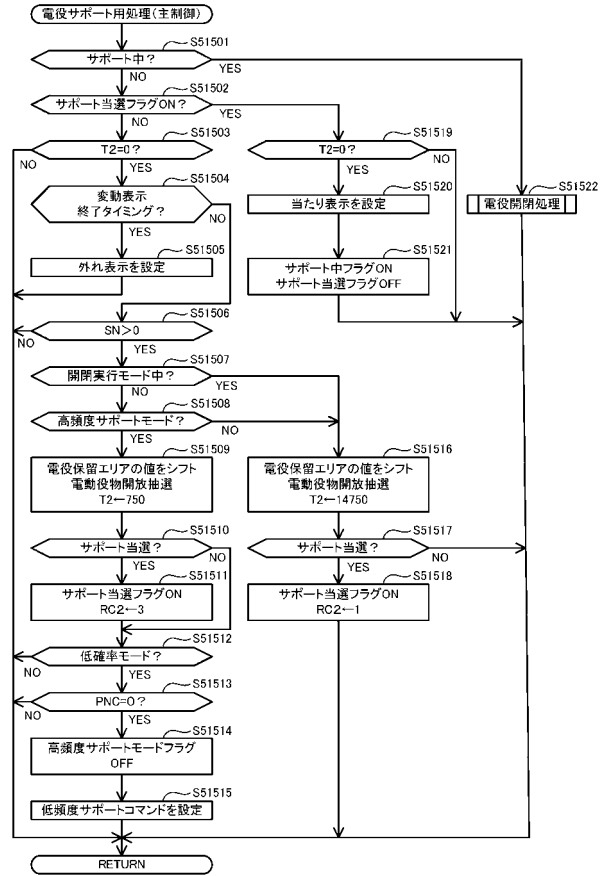 電役サポート用処理(主制御)
S51501
サポート中?
YES
NO
S51502
サポート当選フラグON?
YES
NO
S51503
T2=0?
NO
YES
S51504
変動表示
終了タイミング?
NO
YES
S51505
外れ表示を設定
S51519
T2=0?
NO
YES
S51520
当たり表示を設定
S51521
サポート中フラグON
サポート当選フラグOFF
S51522
電役開閉処理
S51506
SN>0
NO
YES
S51507
開閉実行モード中?
YES
NO
S51508
高頻度サポートモード?
NO
YES
S51509
電役保留エリアの値をシフト
電動役物開放抽選
T2←750
S51510
サポート当選?
NO
YES
S51511
サポート当選フラグON
RC2←3
S51516
電役保留エリアの値をシフト
電動役物開放抽選
T2←14750
S51517
サポート当選?
NO
YES
S51518
サポート当選フラグON
RC2←1
S51512
低確率モード?
NO
YES
S51513
PNC=0?
NO
YES
S51514
高頻度サポートモードフラグ
OFF
S51515
低頻度サポートコマンドを設定
RETURN